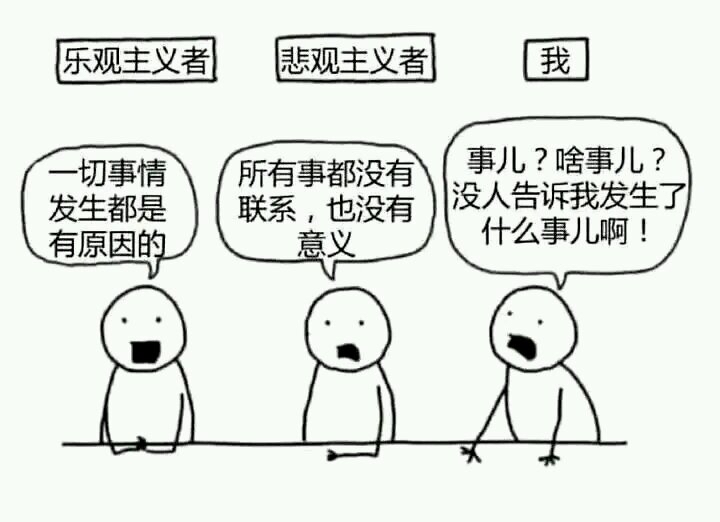 乐观主义者
悲观主义者
我
一切事情
发生都是
有原因的
所有事都没有
联系，也没有
意义
事儿？啥事儿？
没人告诉我发生了
什么事儿啊！